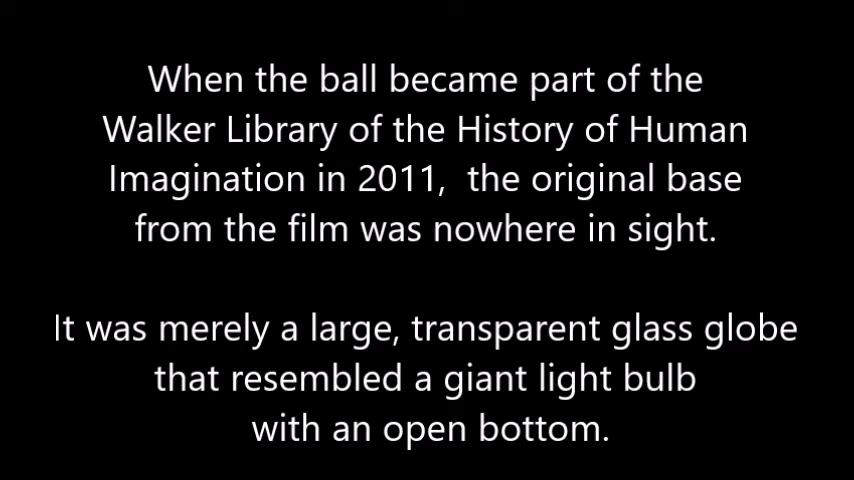 When the ball became part of the
Walker Library of the History of Human
Imagination in 2011,  the original base
from the film was nowhere in sight.
It was merely a large, transparent glass globe
that resembled a giant light bulb
with an open bottom.